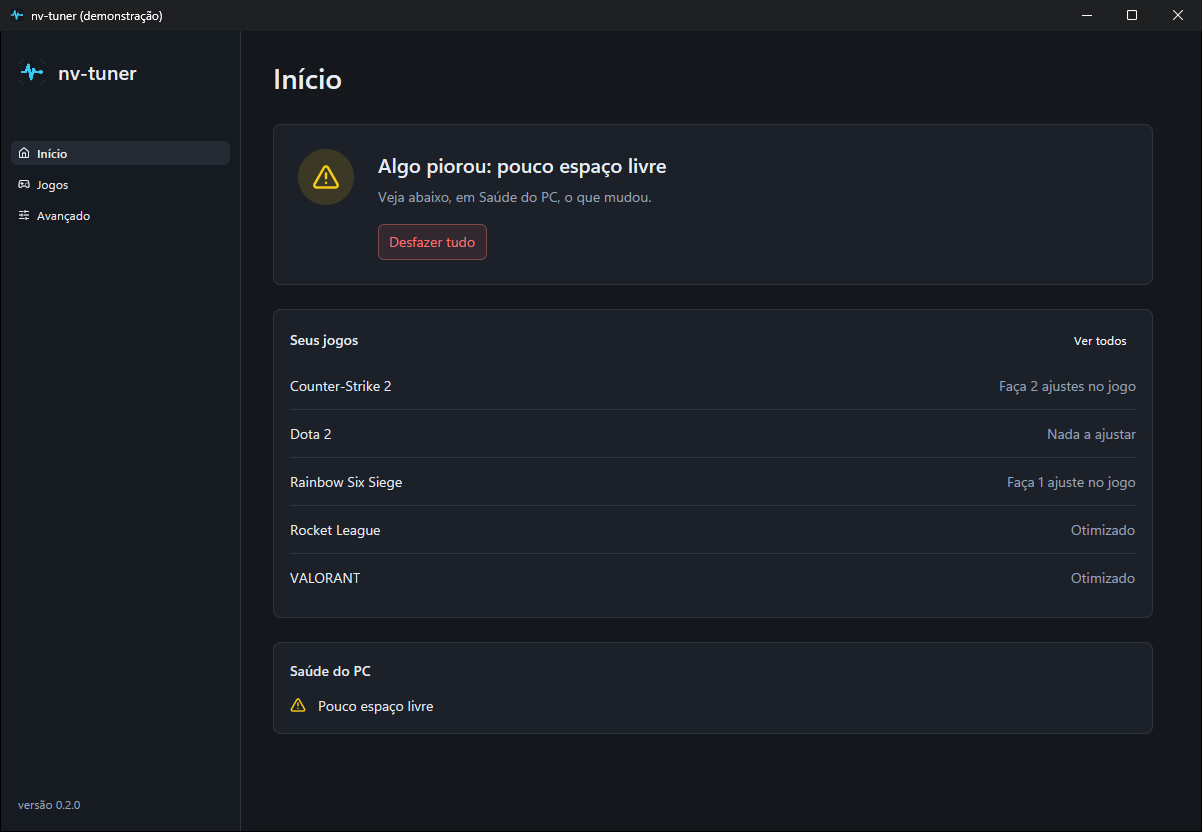 nv-tuner (demonstração)
nv-tuner
Início
Jogos
Avançado
versão 0.2.0
Início
Algo piorou: pouco espaço livre
Veja abaixo, em Saúde do PC, o que mudou.
Desfazer tudo
Seus jogos
Ver todos
Counter-Strike 2
Faça 2 ajustes no jogo
Dota 2
Nada a ajustar
Rainbow Six Siege
Faça 1 ajuste no jogo
Rocket League
Otimizado
VALORANT
Otimizado
Saúde do PC
Pouco espaço livre